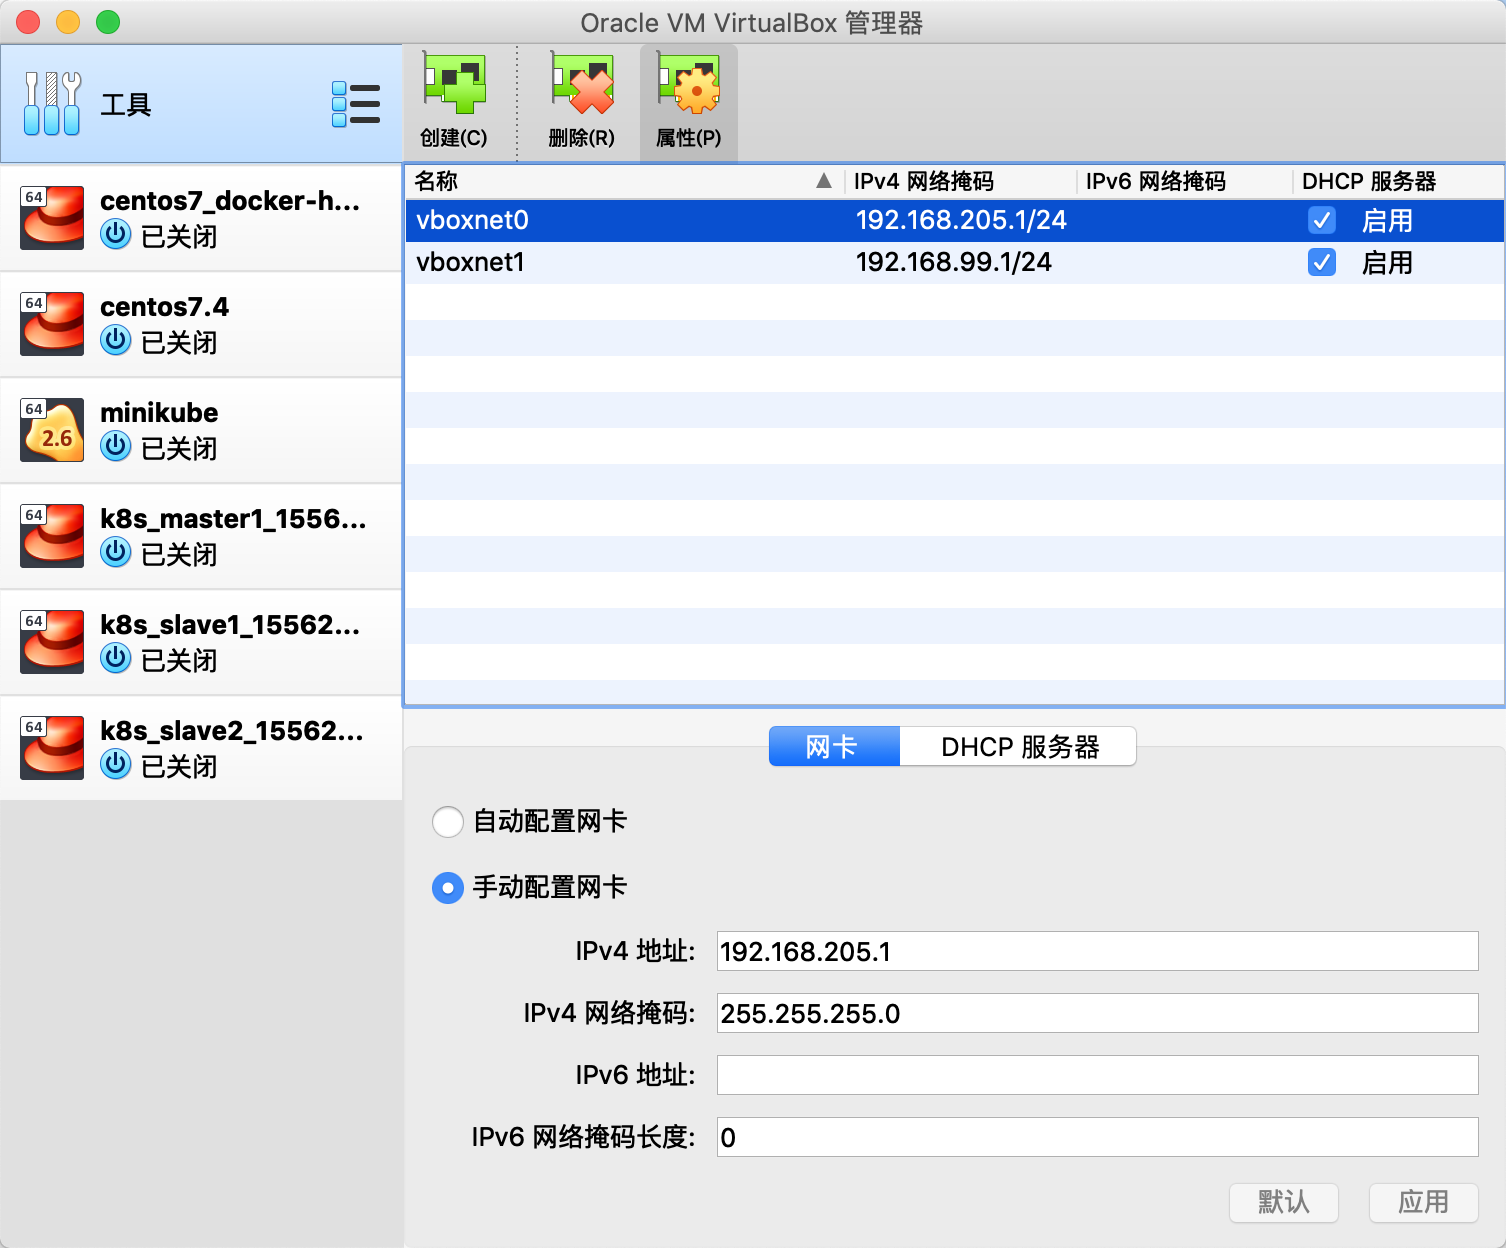 Oracle VM VirtualBox 管理器
工具
创建(C)
删除(R)
属性(P)
64
centos7_docker-h...
已关闭
64
centos7.4
已关闭
64
2.6
minikube
已关闭
64
k8s_master1_1556...
已关闭
64
k8s_slave1_15562...
已关闭
64
k8s_slave2_15562...
已关闭
名称 IPv4 网络掩码 IPv6 网络掩码 DHCP 服务器
vboxnet0 192.168.205.1/24 启用
vboxnet1 192.168.99.1/24 启用
网卡 DHCP 服务器
自动配置网卡
手动配置网卡
IPv4 地址: 192.168.205.1
IPv4 网络掩码: 255.255.255.0
IPv6 地址:
IPv6 网络掩码长度: 0
默认 应用